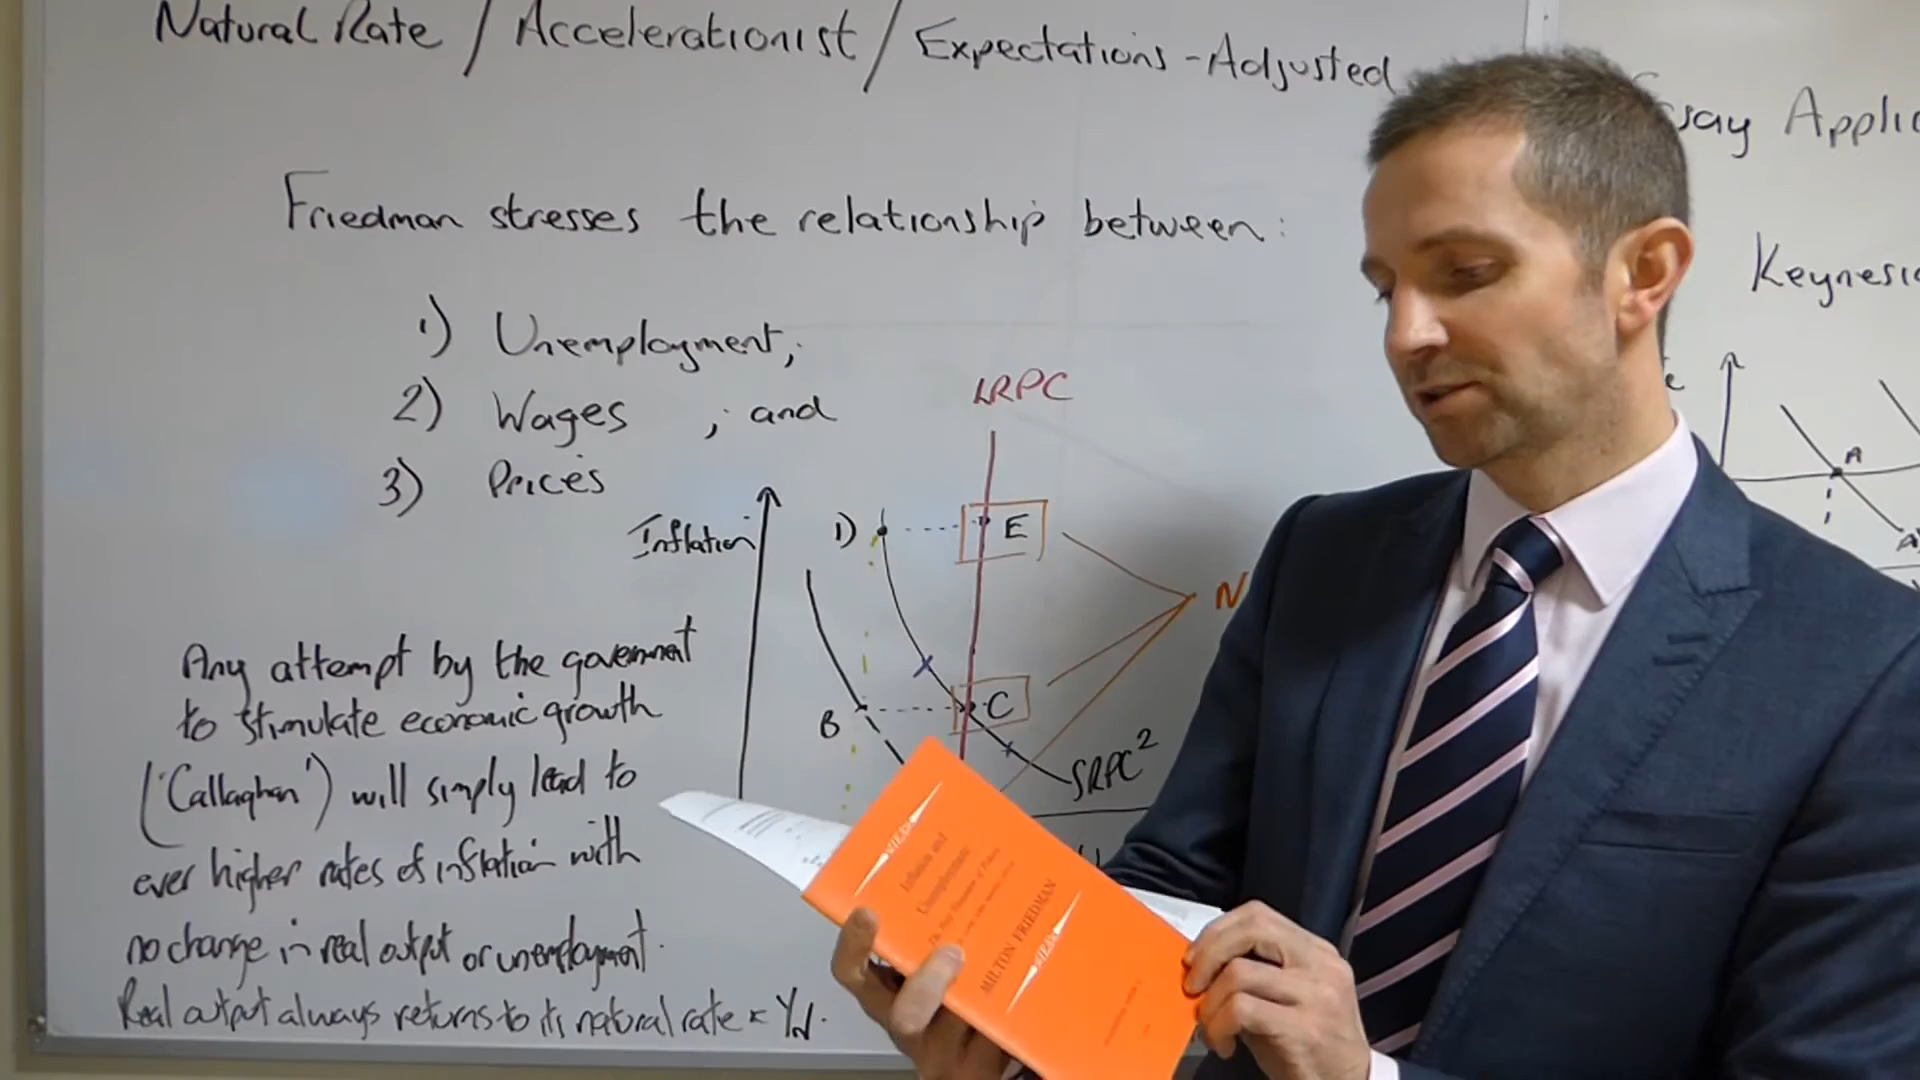 Natural Rate / Accelerationist / Expectations-Adjusted
Friedman stresses the relationship between:
1) Unemployment;
2) Wages ; and
3) Prices
LRPC
Inflation
D
E
N
B
C
SRPC²
Any attempt by the government
to stimulate economic growth
('Callaghan') will simply lead to
ever higher rates of inflation with
no change in real output or unemployment.
Real output always returns to its natural rate = YN.
Keynesi
A
WIEA
Inflation and
Unemployment:
MILTON FRIEDMAN